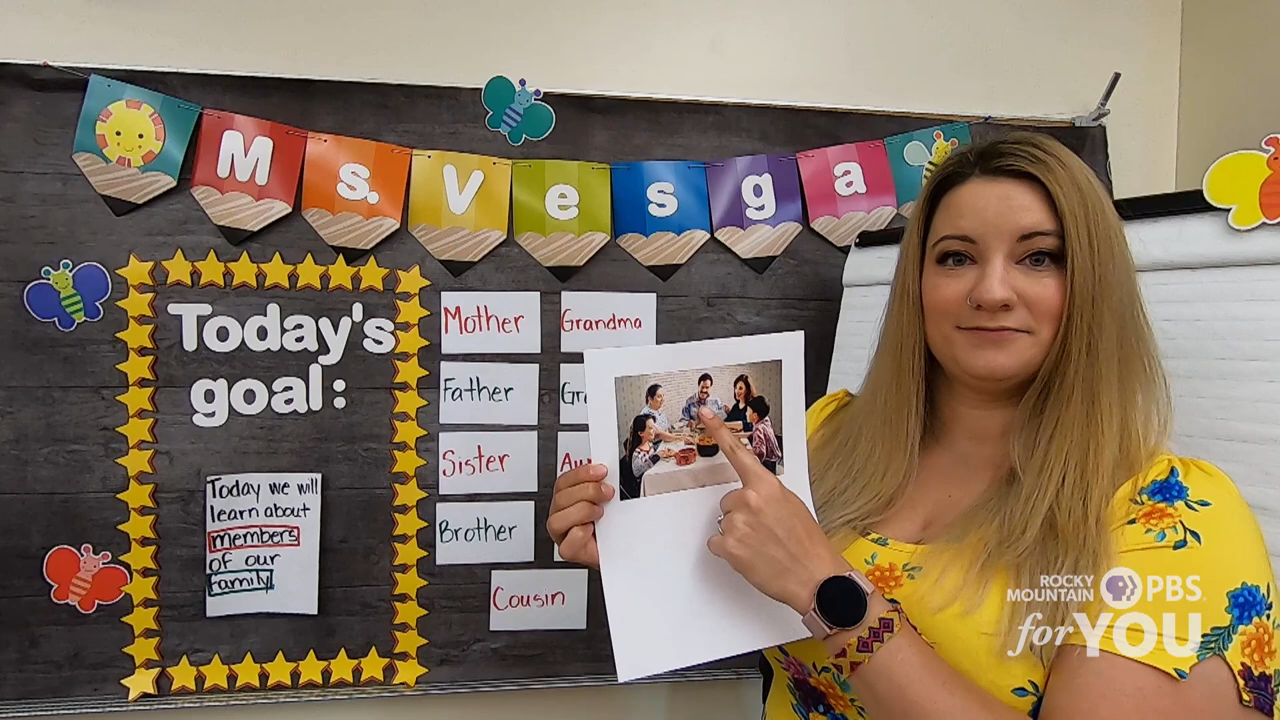 Ms. Vesga
Today's
goal:
Today we will
learn about
members
of our
family
Mother
Grandma
Father
Sister
Brother
Cousin
ROCKY
MOUNTAIN PBS
for YOU